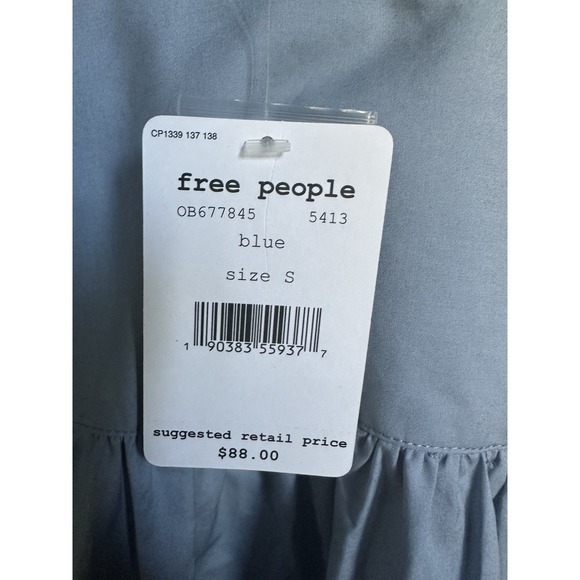 CP1339 137 138
free people
OB677845 5413
blue
size S
1 90383 55937 7
suggested retail price
$88.00